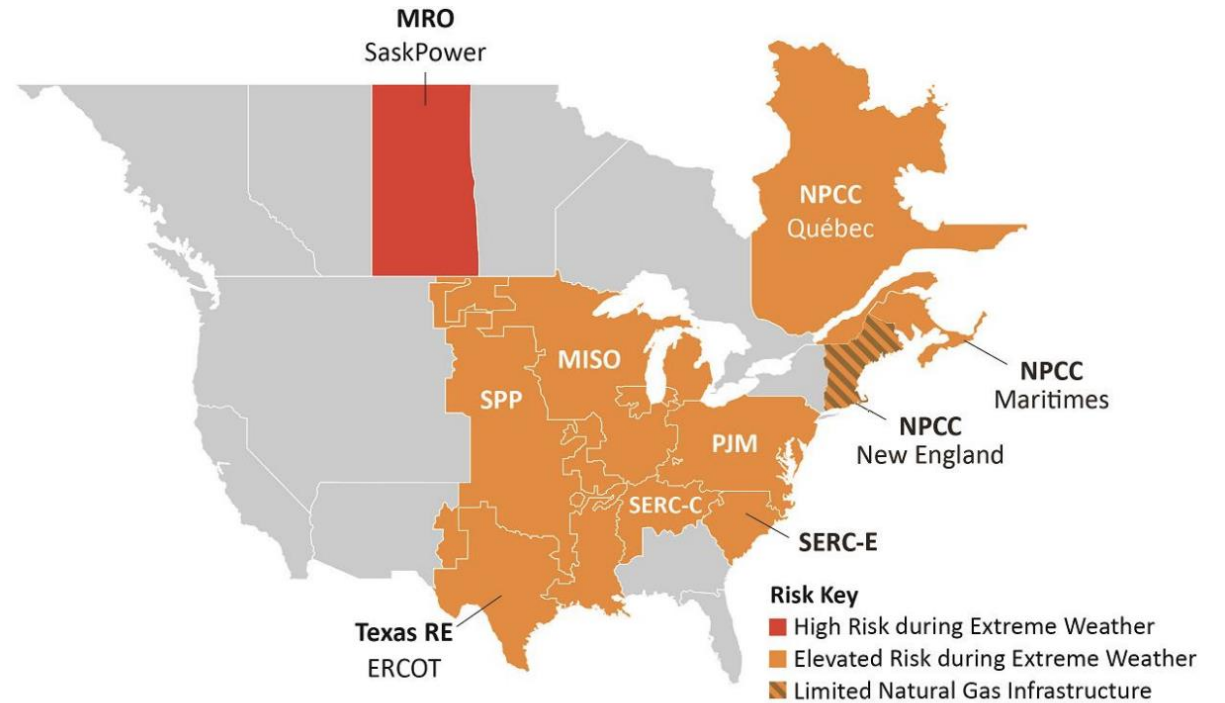 MRO
SaskPower
NPCC
Québec
MISO
SPP
NPCC
Maritimes
NPCC
New England
PJM
SERC-C
SERC-E
Texas RE
ERCOT
Risk Key
High Risk during Extreme Weather
Elevated Risk during Extreme Weather
Limited Natural Gas Infrastructure